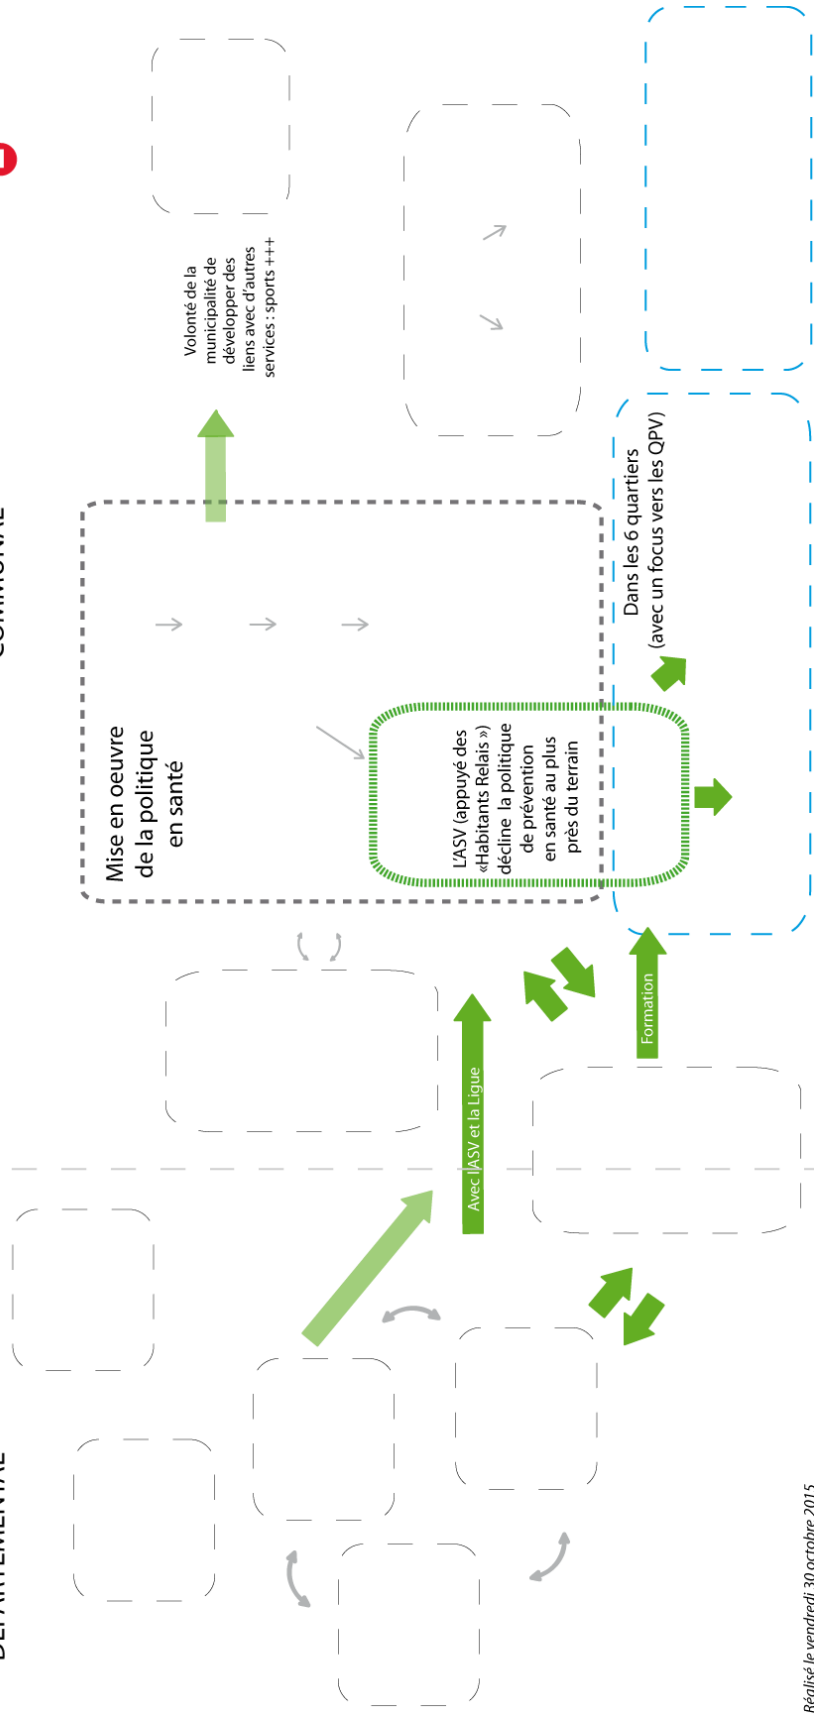 Mise en oeuvre
de la politique
en santé
L'ASV (appuyé des
«Habitants Relais »)
décline  la politique
de prévention
en santé au plus
près du terrain
Volonté de la
municipalité de
développer des
liens avec d'autres
services : sports +++
Dans les 6 quartiers
(avec un focus vers les QPV)
Avec l'ASV et la Ligue
Formation
Réalisé le vendredi 30 octobre 2015